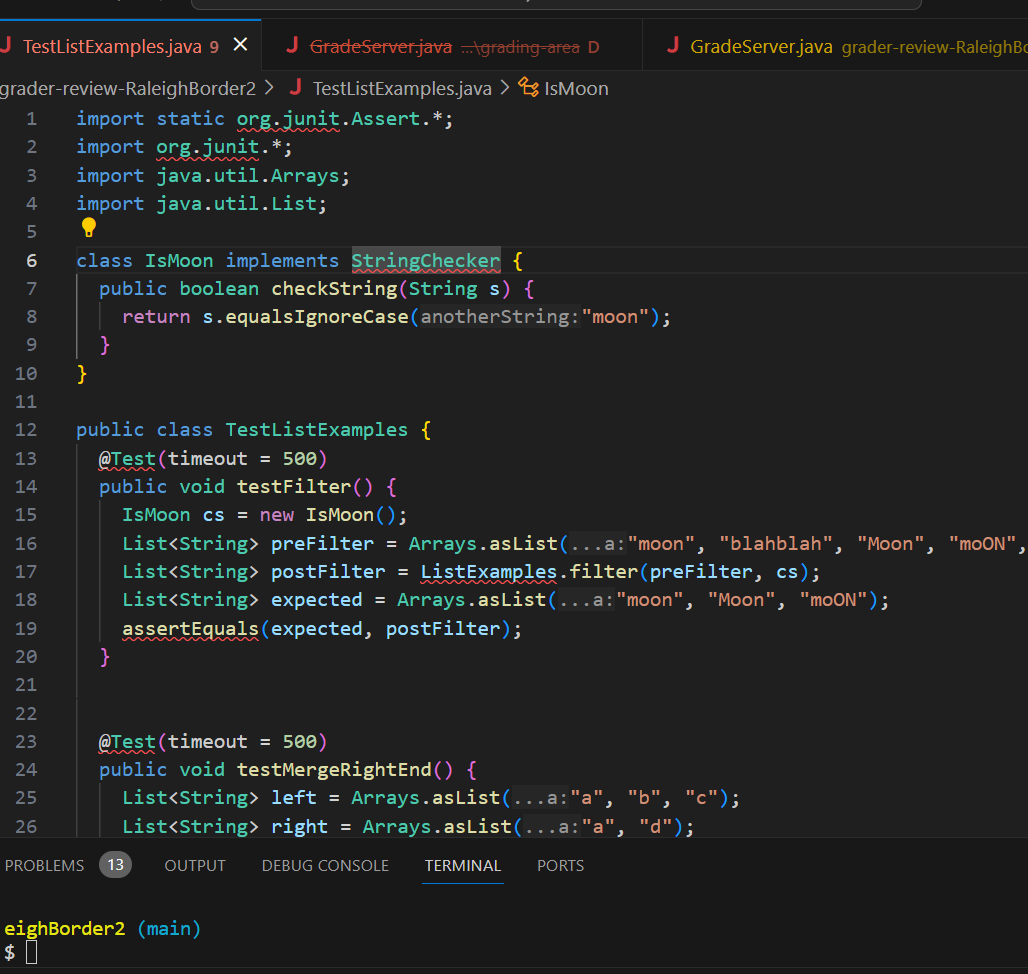 J TestListExamples.java 9 × J GradeServer.java ...\grading-area D J GradeServer.java grader-review-RaleighBo
grader-review-RaleighBorder2 > J TestListExamples.java > IsMoon
1 import static org.junit.Assert.*;
2 import org.junit.*;
3 import java.util.Arrays;
4 import java.util.List;
5
6 class IsMoon implements StringChecker {
7 public boolean checkString(String s) {
8 return s.equalsIgnoreCase(anotherString:"moon");
9 }
10 }
11
12 public class TestListExamples {
13 @Test(timeout = 500)
14 public void testFilter() {
15 IsMoon cs = new IsMoon();
16 List<String> preFilter = Arrays.asList(...a:"moon", "blahblah", "Moon", "moON",
17 List<String> postFilter = ListExamples.filter(preFilter, cs);
18 List<String> expected = Arrays.asList(...a:"moon", "Moon", "moON");
19 assertEquals(expected, postFilter);
20 }
21
22
23 @Test(timeout = 500)
24 public void testMergeRightEnd() {
25 List<String> left = Arrays.asList(...a:"a", "b", "c");
26 List<String> right = Arrays.asList(...a:"a", "d");
PROBLEMS 13 OUTPUT DEBUG CONSOLE TERMINAL PORTS
eighBorder2 (main)
$